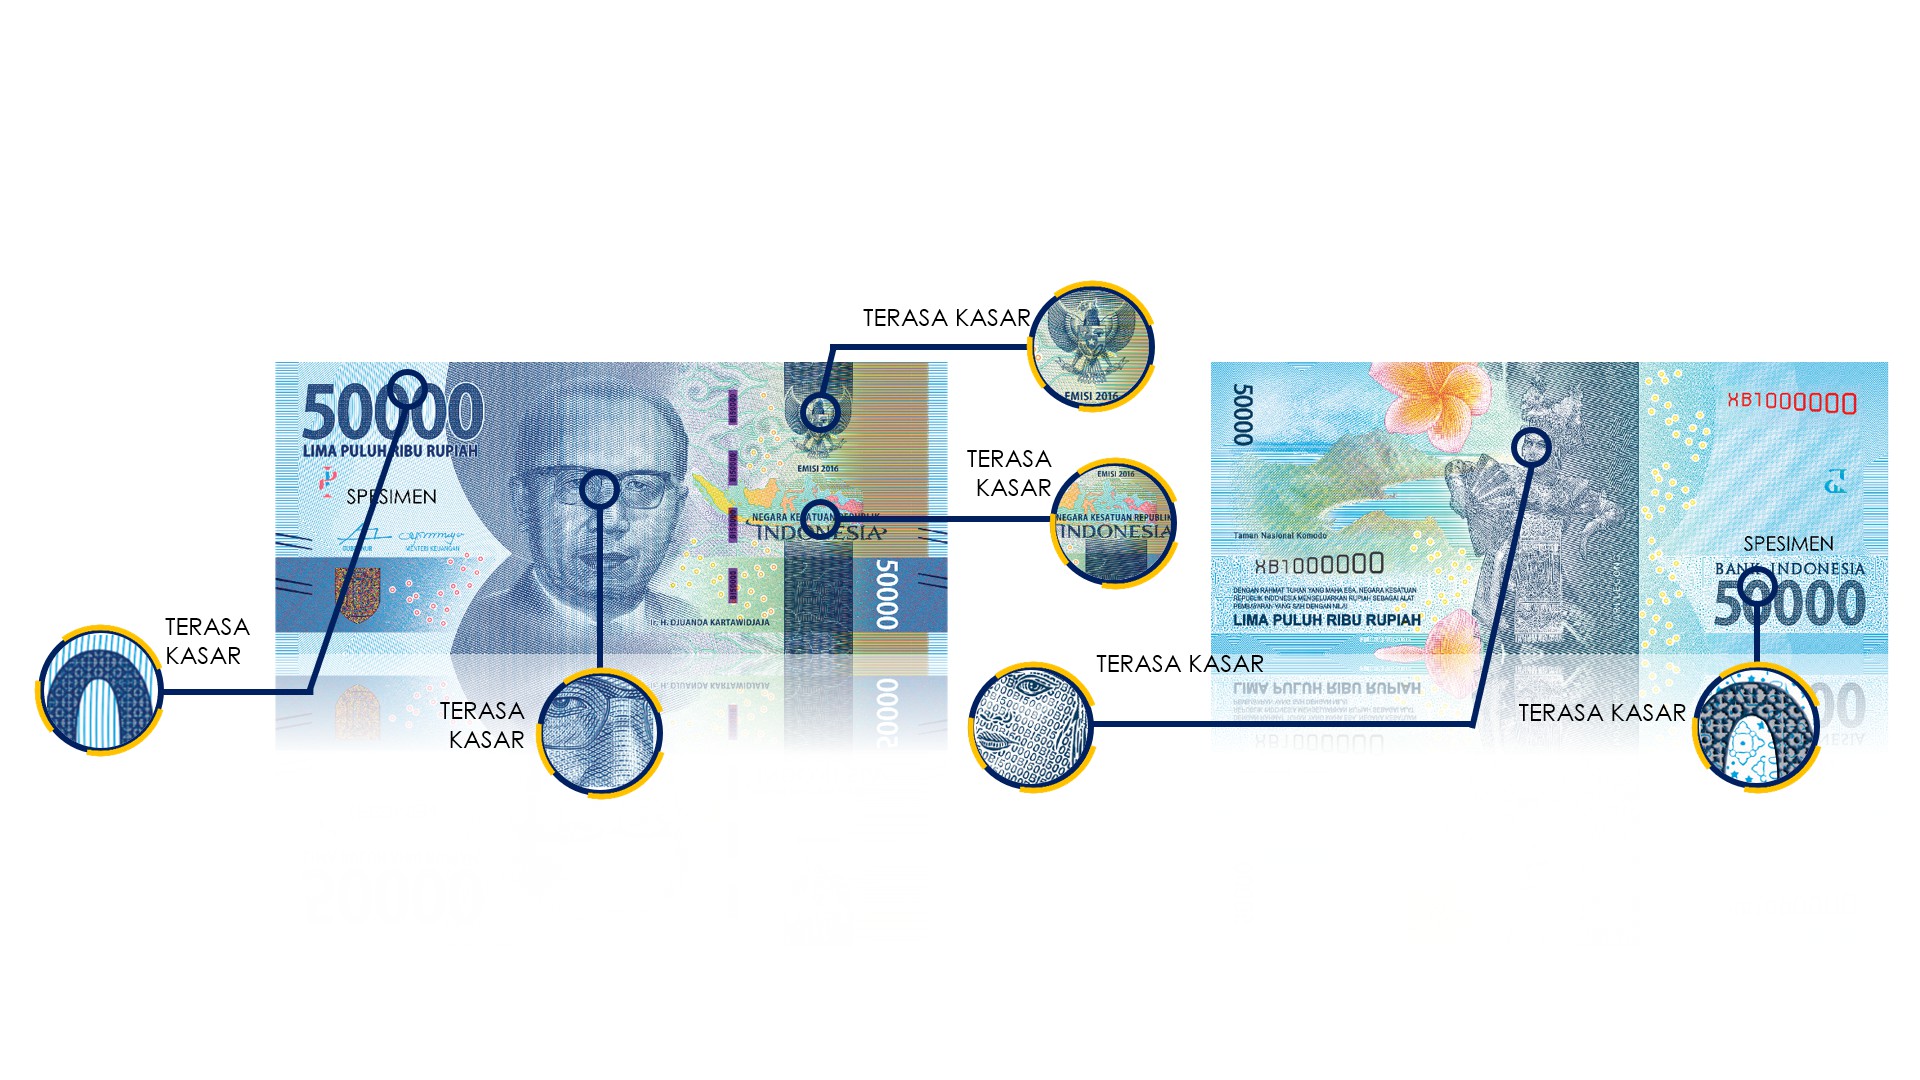 TERASA KASAR
50000
LIMA PULUH RIBU RUPIAH
SPESIMEN
GUBERNUR
MENTERI KEUANGAN
EMISI 2016
NEGARA KESATUAN REPUBLIK
INDONESIA
50000
Ir. H. DJUANDA KARTAWIDJAJA
EMISI 2016
TERASA
KASAR
EMISI 2016
NEGARA KESATUAN REPUBLIK
INDONESIA
TERASA
KASAR
TERASA
KASAR
50000
XB1000000
Taman Nasional Komodo
XB1000000
DENGAN RAHMAT TUHAN YANG MAHA ESA, NEGARA KESATUAN
REPUBLIK INDONESIA MENGELUARKAN RUPIAH SEBAGAI ALAT
PEMBAYARAN YANG SAH DENGAN NILAI
LIMA PULUH RIBU RUPIAH
SPESIMEN
BANK INDONESIA
50000
TERASA KASAR
TERASA KASAR